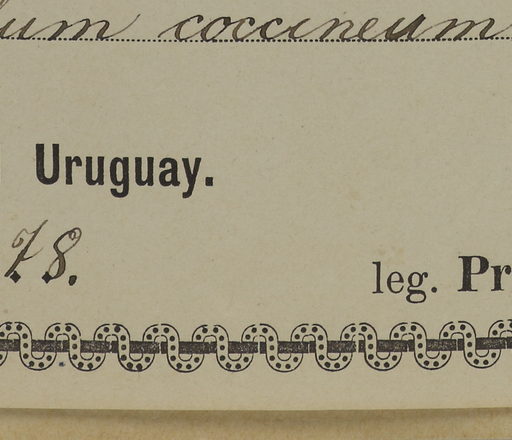 um coccineum
Uruguay.
78.
leg. Pr